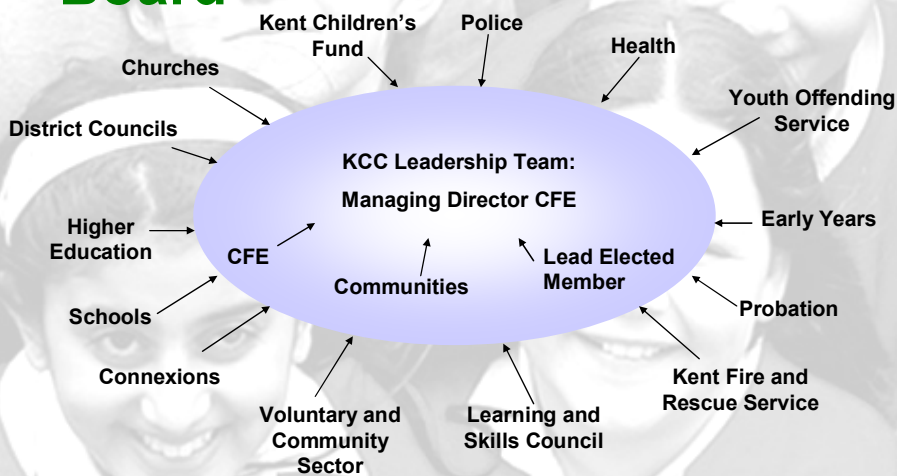 Board
Kent Children's
Fund
Police
Health
Churches
Youth Offending
Service
District Councils
KCC Leadership Team:
Managing Director CFE
Higher
Education
CFE
Early Years
Lead Elected
Member
Communities
Schools
Probation
Connexions
Kent Fire and
Rescue Service
Voluntary and
Community
Sector
Learning and
Skills Council